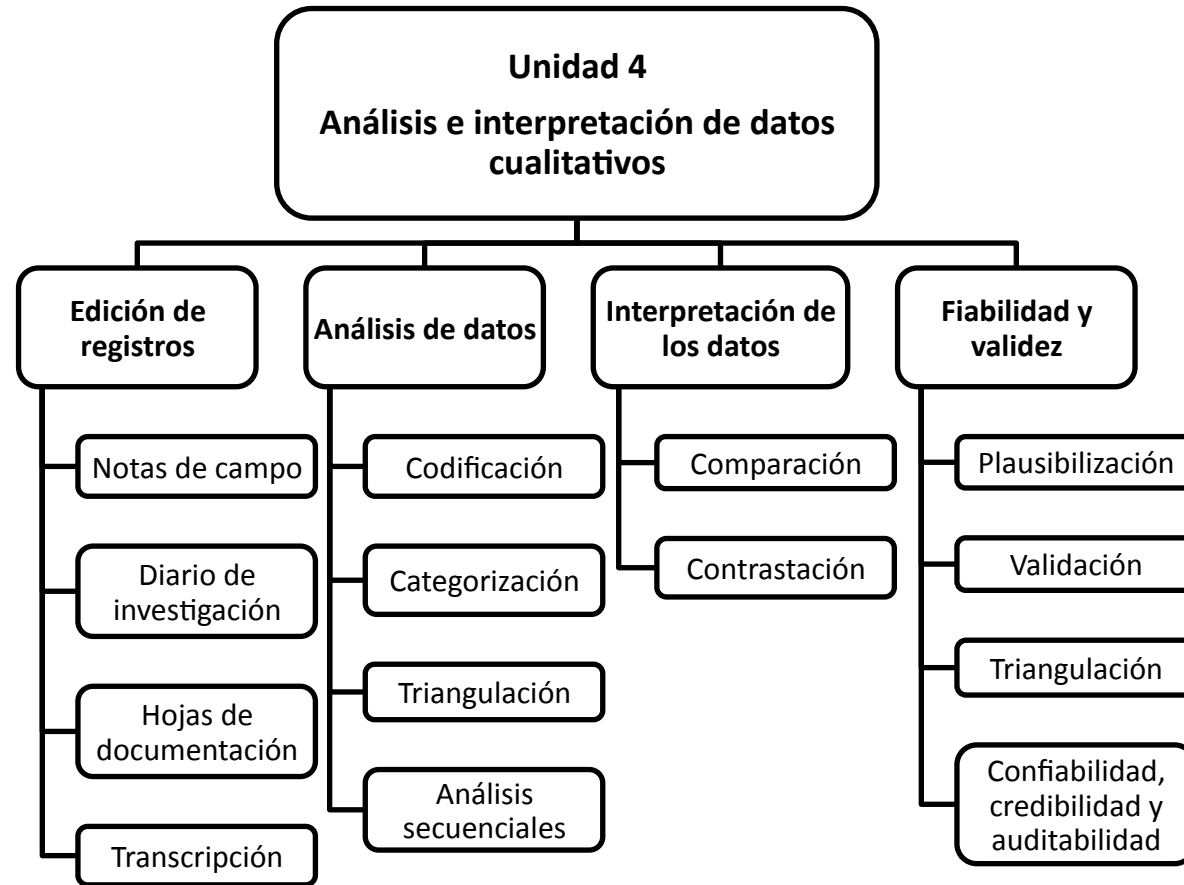 Unidad 4
Análisis e interpretación de datos
cualitativos
Edición de
registros
Notas de campo
Diario de
investigación
Hojas de
documentación
Transcripción
Análisis de datos
Codificación
Categorización
Triangulación
Análisis
secuenciales
Interpretación de
los datos
Comparación
Contrastación
Fiabilidad y
validez
Plausibilización
Validación
Triangulación
Confiabilidad,
credibilidad y
auditabilidad